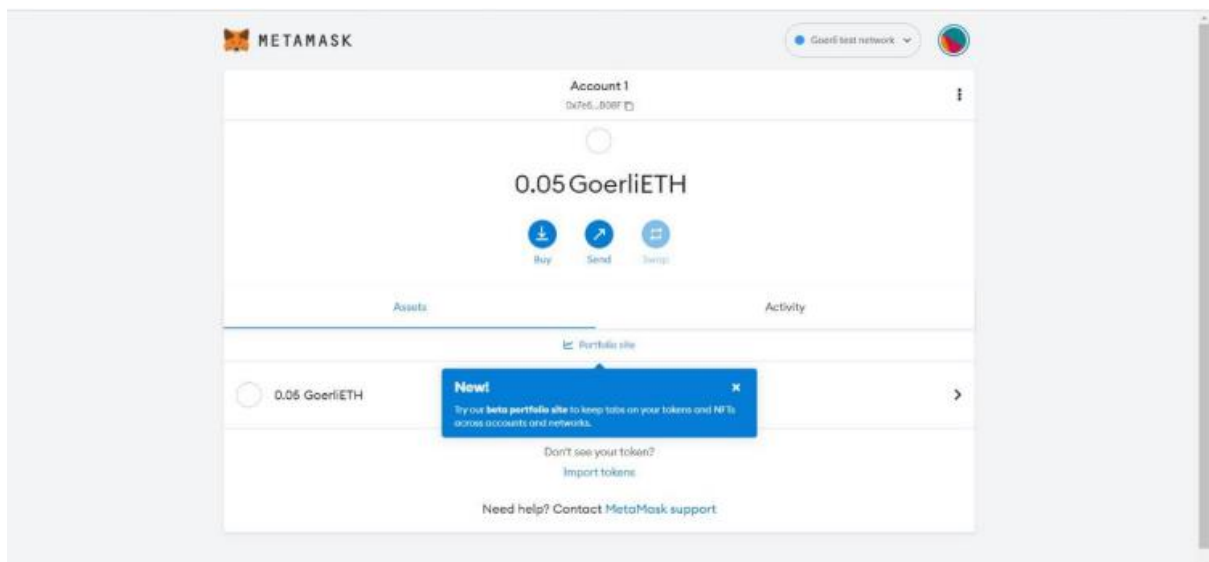 METAMASK
Goerli test network
Account 1
0x7e6...B08F
0.05 GoerliETH
Buy
Send
Swap
Assets
Activity
Portfolio site
0.05 GoerliETH
New!
Try our beta portfolio site to keep tabs on your tokens and NFTs
across accounts and networks.
Don't see your token?
Import tokens
Need help? Contact MetaMask support